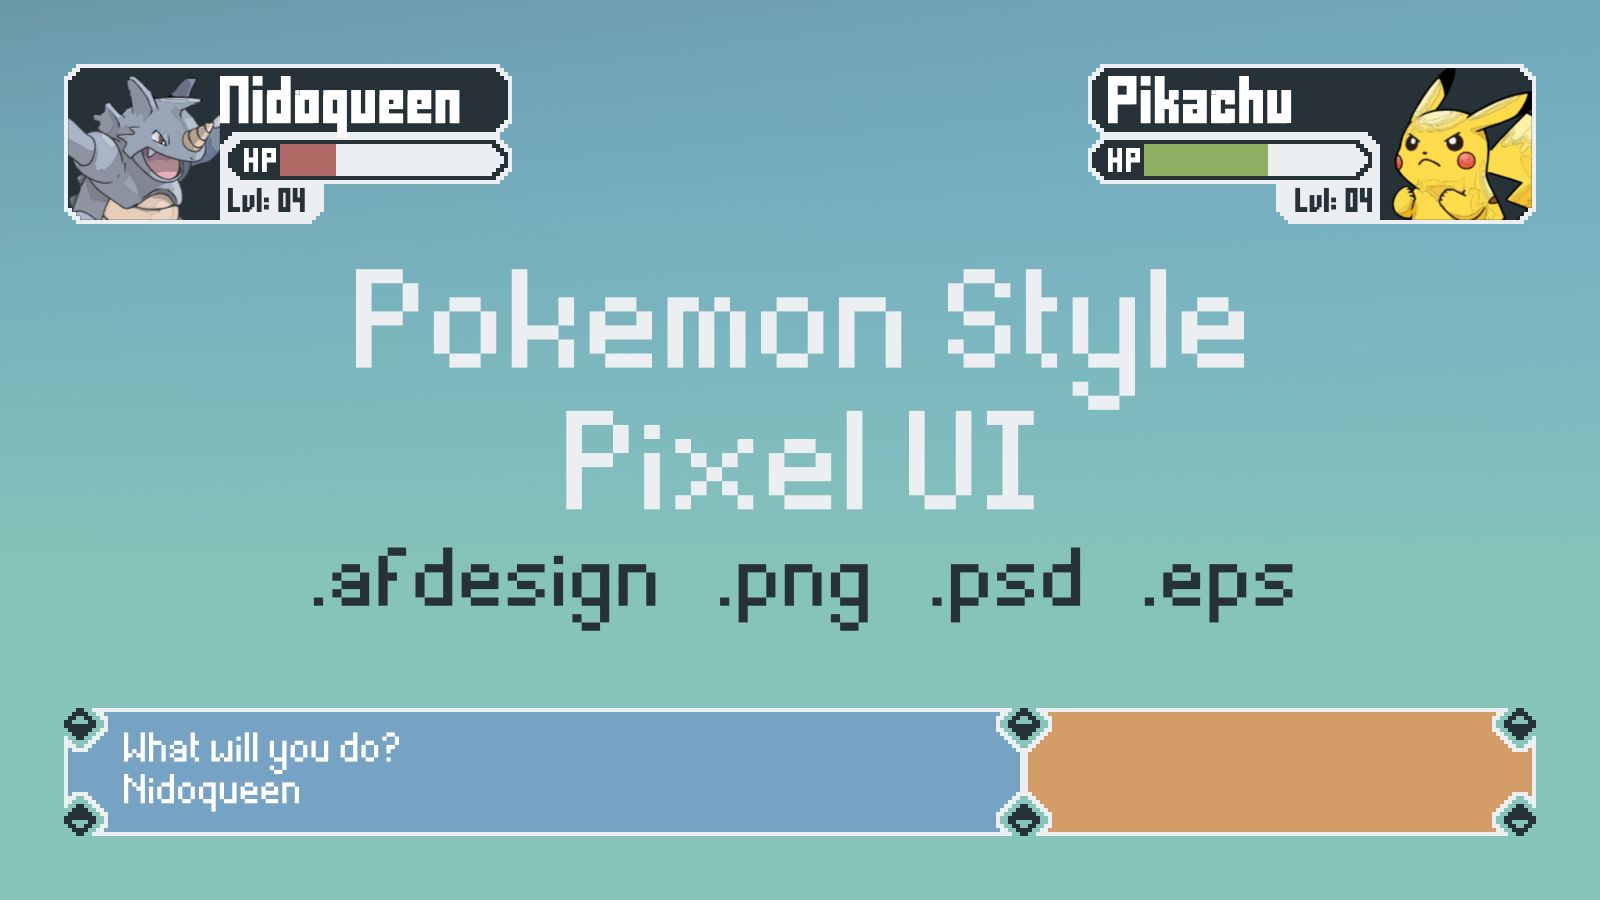 Nidoqueen
HP
Lvl: 04
Pikachu
HP
Lvl: 04
Pokemon Style
Pixel UI
.afdesign .png .psd .eps
What will you do?
Nidoqueen